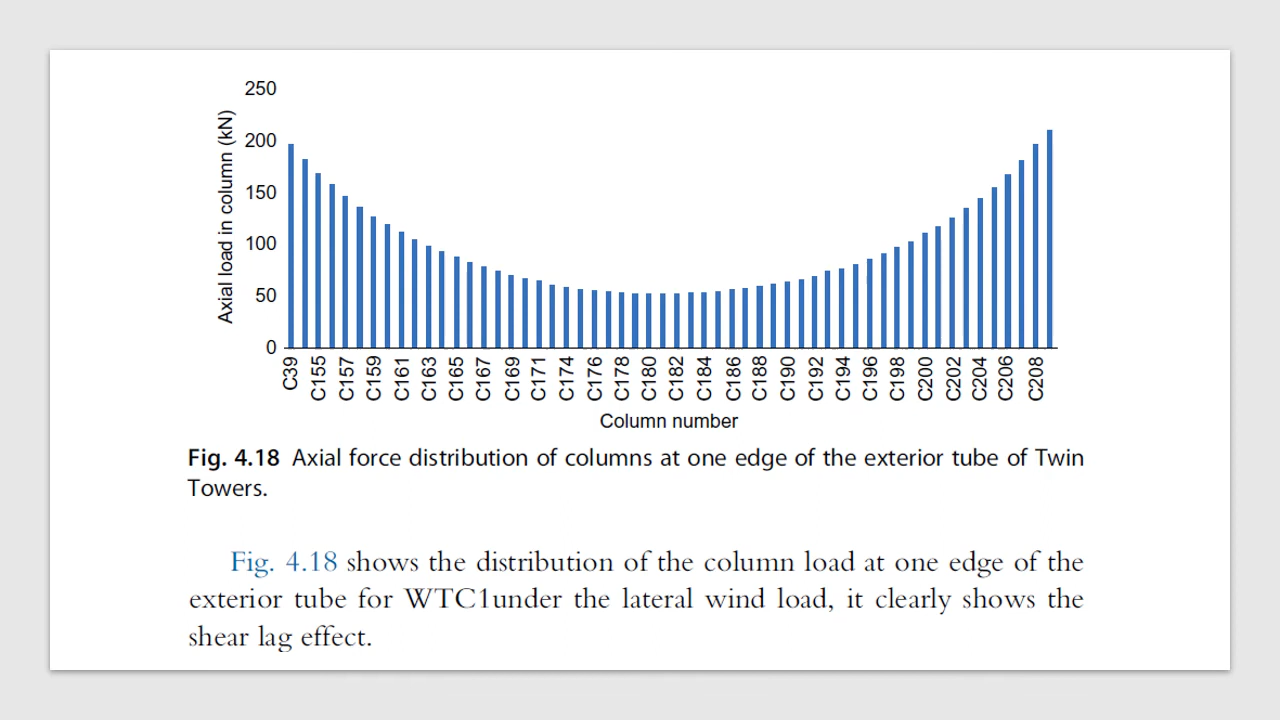 250
200
150
100
50
0
Axial load in column (kN)
C39
C155
C157
C159
C161
C163
C165
C167
C169
C171
C174
C176
C178
C180
C182
C184
C186
C188
C190
C192
C194
C196
C198
C200
C202
C204
C206
C208
Column number
Fig. 4.18 Axial force distribution of columns at one edge of the exterior tube of Twin
Towers.
Fig. 4.18 shows the distribution of the column load at one edge of the
exterior tube for WTC1under the lateral wind load, it clearly shows the
shear lag effect.